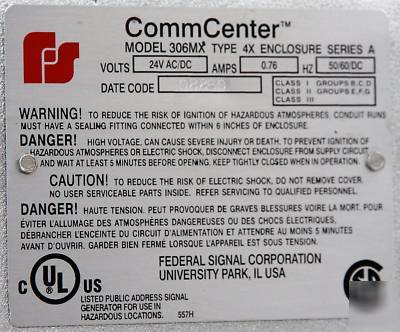 CommCenter™
MODEL 306MX TYPE 4X ENCLOSURE SERIES A
VOLTS 24V AC/DC AMPS 0.76 HZ 50/60/DC
DATE CODE
CLASS I GROUPS B,C,D
CLASS II GROUPS E,F,G
CLASS III
WARNING! TO REDUCE THE RISK OF IGNITION OF HAZARDOUS ATMOSPHERES, CONDUIT RUNS
MUST HAVE A SEALING FITTING CONNECTED WITHIN 6 INCHES OF ENCLOSURE.
DANGER! HIGH VOLTAGE, CAN CAUSE SEVERE INJURY OR DEATH. TO PREVENT IGNITION OF
HAZARDOUS ATMOSPHERES OR ELECTRIC SHOCK, DISCONNECT ENCLOSURE FROM SUPPLY CIRCUIT
AND WAIT AT LEAST 5 MINUTES BEFORE OPENING. KEEP TIGHTLY CLOSED WHEN IN OPERATION.
CAUTION! TO REDUCE THE RISK OF ELECTRIC SHOCK, DO NOT REMOVE COVER.
NO USER SERVICEABLE PARTS INSIDE. REFER SERVICING TO QUALIFIED PERSONNEL.
DANGER! HAUTE TENSION. PEUT PROVOQUER DE GRAVES BLESSURES VOIRE LA MORT. POUR
ÉVITER L'ALLUMAGE DES ATMOSPHÈRES DANGEREUSES OU DES CHOCS ÉLECTRIQUES,
DÉBRANCHER L'ENCEINTE DU CIRCUIT D'ALIMENTATION ET ATTENDRE AU MOINS 5 MINUTES
AVANT D'OUVRIR. GARDER BIEN FERMÉ LORSQUE L'APPAREIL EST SOUS TENSION.
C UL US
LISTED PUBLIC ADDRESS SIGNAL
GENERATOR FOR USE IN
HAZARDOUS LOCATIONS. 557H
FEDERAL SIGNAL CORPORATION
UNIVERSITY PARK, IL USA